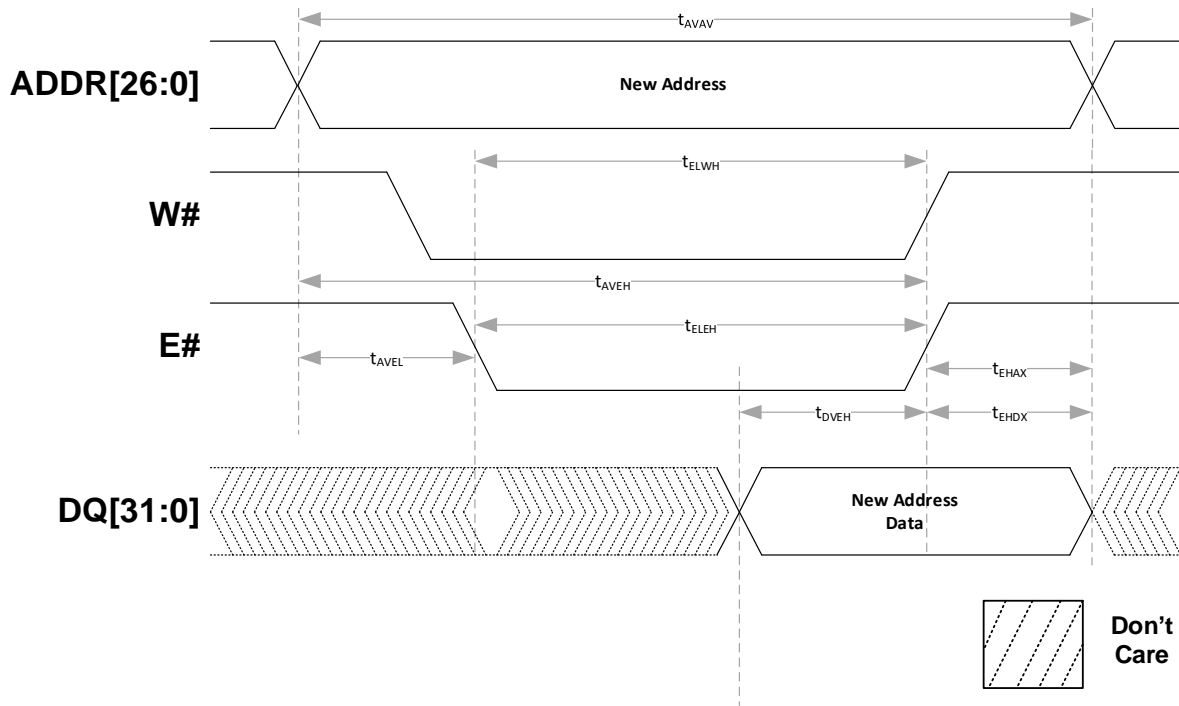 tAVAV
ADDR[26:0]
New Address
tELWH
W#
tAVEH
tELEH
E#
tAVEL
tEHAX
tDVEH
tEHDX
DQ[31:0]
New Address
Data
Don't
Care